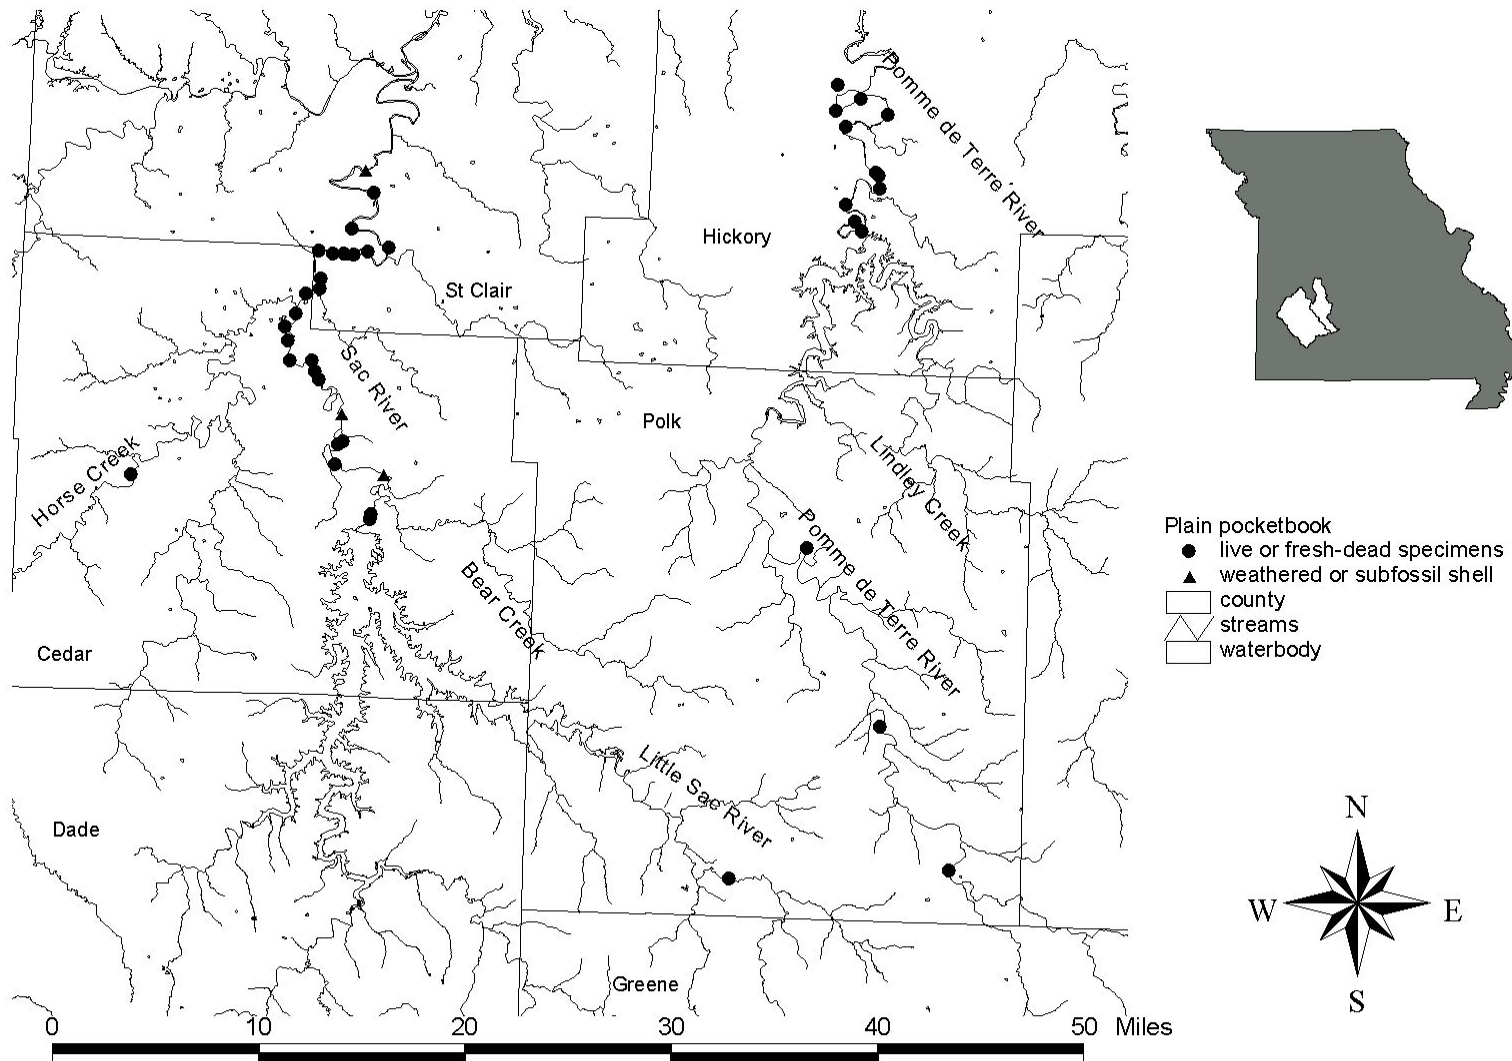 Pomme de Terre River
Hickory
St Clair
Sac River
Polk
Horse Creek
Lindley Creek
Pomme de Terre River
Bear Creek
Cedar
Little Sac River
Dade
Greene
0 10 20 30 40 50 Miles
Plain pocketbook
live or fresh-dead specimens
weathered or subfossil shell
county
streams
waterbody
N
W E
S